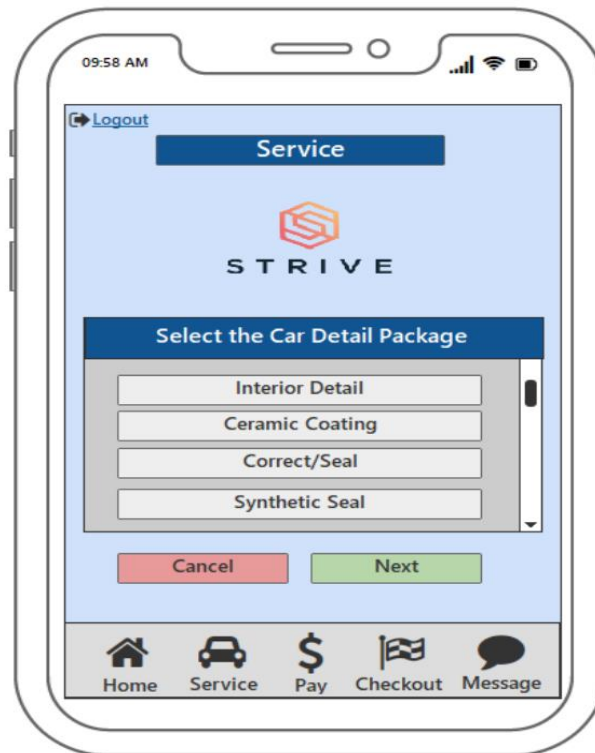 09:58 AM
Logout
Service
STRIVE
Select the Car Detail Package
Interior Detail
Ceramic Coating
Correct/Seal
Synthetic Seal
Cancel Next
Home Service Pay Checkout Message